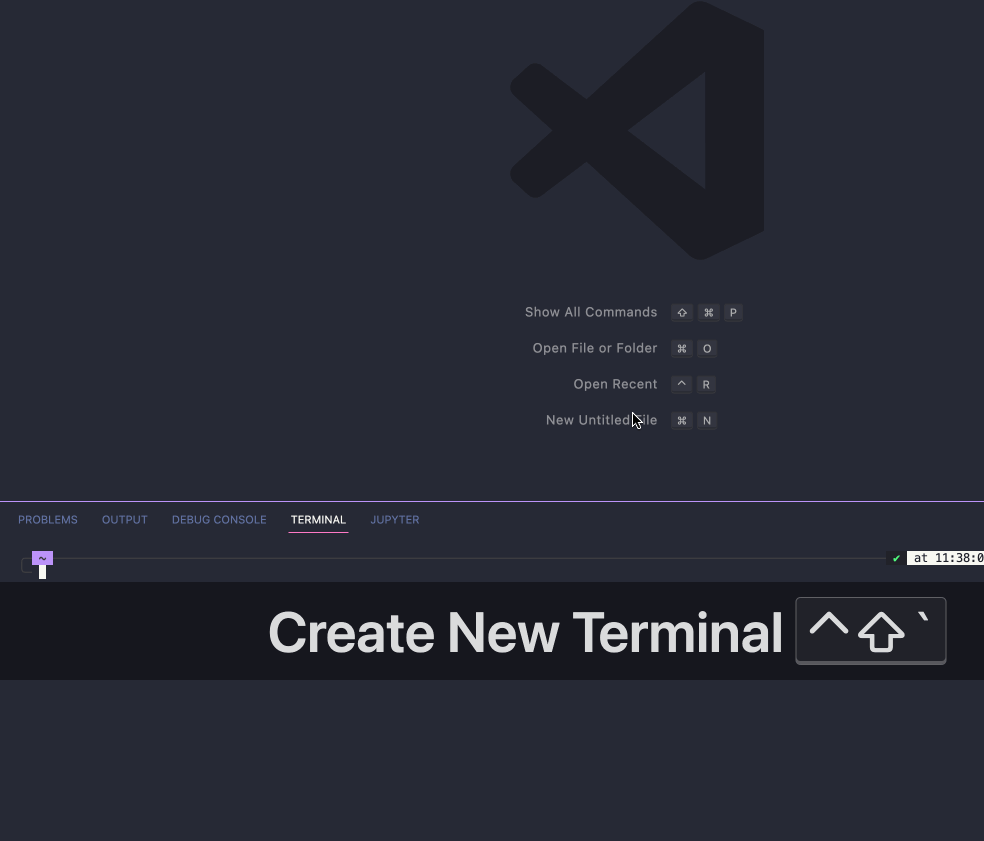 Show All Commands ⇧ ⌘ P
Open File or Folder ⌘ O
Open Recent ^ R
New Untitled File ⌘ N
PROBLEMS OUTPUT DEBUG CONSOLE TERMINAL JUPYTER
~ ✔ at 11:38:0
Create New Terminal ^⇧`